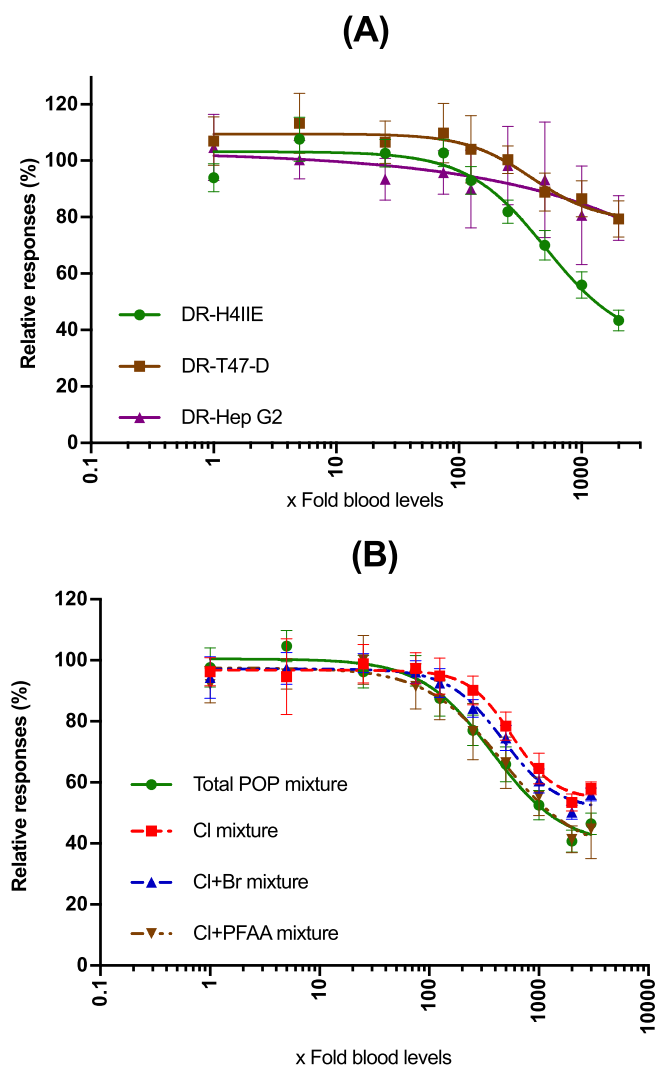 (A)
Relative responses (%)
120
100
80
60
40
20
0
DR-H4IIE
DR-T47-D
DR-Hep G2
0.1
1
10
100
1000
x Fold blood levels
(B)
Relative responses (%)
120
100
80
60
40
20
0
Total POP mixture
Cl mixture
Cl+Br mixture
Cl+PFAA mixture
0.1
1
10
100
1000
10000
x Fold blood levels